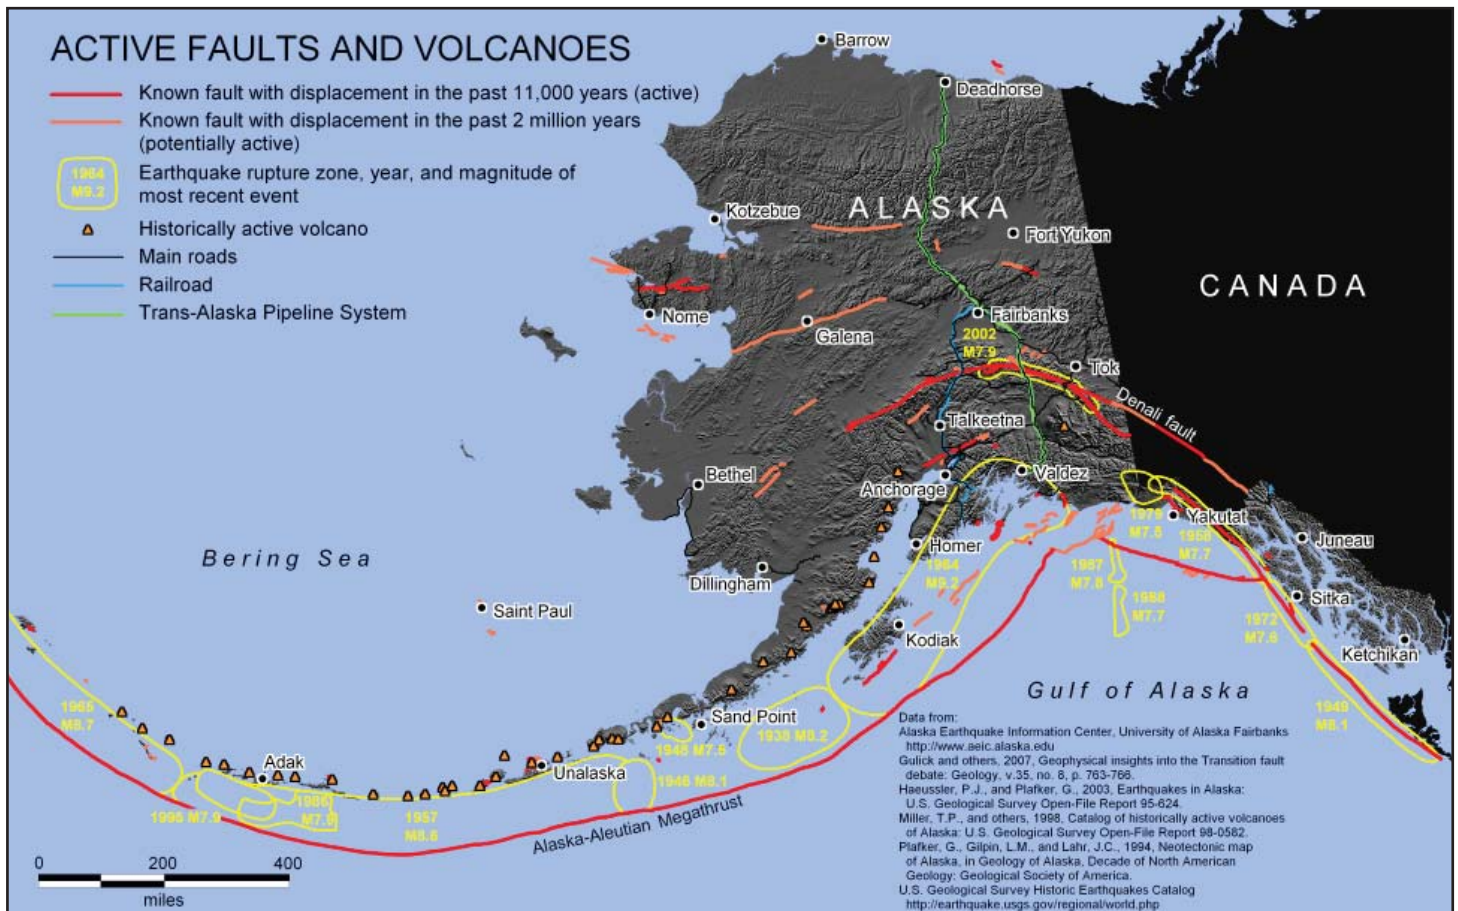 ACTIVE FAULTS AND VOLCANOES
Known fault with displacement in the past 11,000 years (active)
Known fault with displacement in the past 2 million years
(potentially active)
1964
M9.2
Earthquake rupture zone, year, and magnitude of
most recent event
Historically active volcano
Main roads
Railroad
Trans-Alaska Pipeline System
Barrow
Deadhorse
Kotzebue
ALASKA
Fort Yukon
CANADA
Nome
Galena
Fairbanks
2002
M7.9
Tok
Denali fault
Talkeetna
Bethel
Anchorage
Valdez
Yakutat
1979
M7.5
1958
M7.7
Juneau
Bering Sea
Homer
1964
M9.2
Dillingham
1987
M7.8
1988
M7.7
Saint Paul
Sitka
Kodiak
1972
M7.6
Ketchikan
Gulf of Alaska
1965
M8.7
Sand Point
1938 M8.2
1949
M8.1
1948 M7.5
Adak
Unalaska
1946 M8.1
1986
1995 M7.9
1957
M8.6
Alaska-Aleutian Megathrust
0 200 400
miles
Data from:
Alaska Earthquake Information Center, University of Alaska Fairbanks
http://www.aeic.alaska.edu
Gulick and others, 2007, Geophysical insights into the Transition fault
debate: Geology, v.35, no. 8, p. 763-766.
Haeussler, P.J., and Plafker, G., 2003, Earthquakes in Alaska:
U.S. Geological Survey Open-File Report 95-624.
Miller, T.P., and others, 1998, Catalog of historically active volcanoes
of Alaska: U.S. Geological Survey Open-File Report 98-0582.
Plafker, G., Gilpin, L.M., and Lahr, J.C., 1994, Neotectonic map
of Alaska, in Geology of Alaska, Decade of North American
Geology: Geological Society of America.
U.S. Geological Survey Historic Earthquakes Catalog
http://earthquake.usgs.gov/regional/world.php